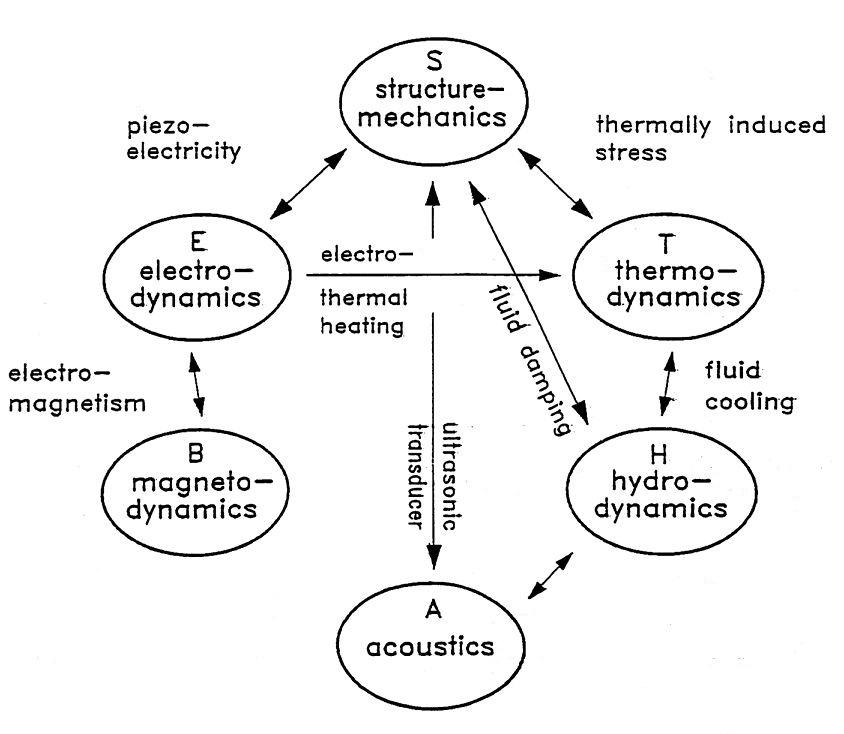 S
structure-
mechanics
piezo-
electricity
thermally induced
stress
E
electro-
dynamics
electro-
thermal
heating
T
thermo-
dynamics
fluid damping
electro-
magnetism
fluid
cooling
ultrasonic
transducer
B
magneto-
dynamics
H
hydro-
dynamics
A
acoustics